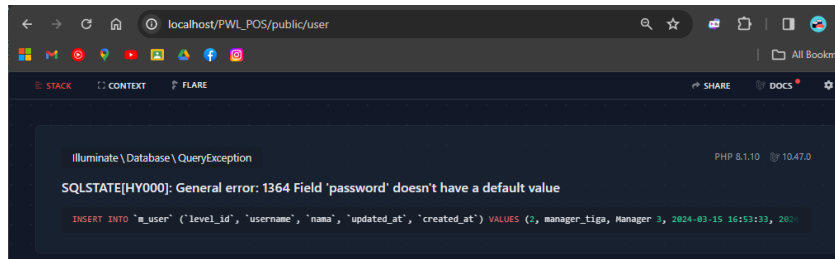 localhost/PWL_POS/public/user
All Bookm
STACK CONTEXT FLARE SHARE DOCS
Illuminate\Database\QueryException PHP 8.1.10 10.47.0
SQLSTATE[HY000]: General error: 1364 Field 'password' doesn't have a default value
INSERT INTO `m_user` (`level_id`, `username`, `nama`, `updated_at`, `created_at`) VALUES (2, manager_tiga, Manager 3, 2024-03-15 16:53:33, 202